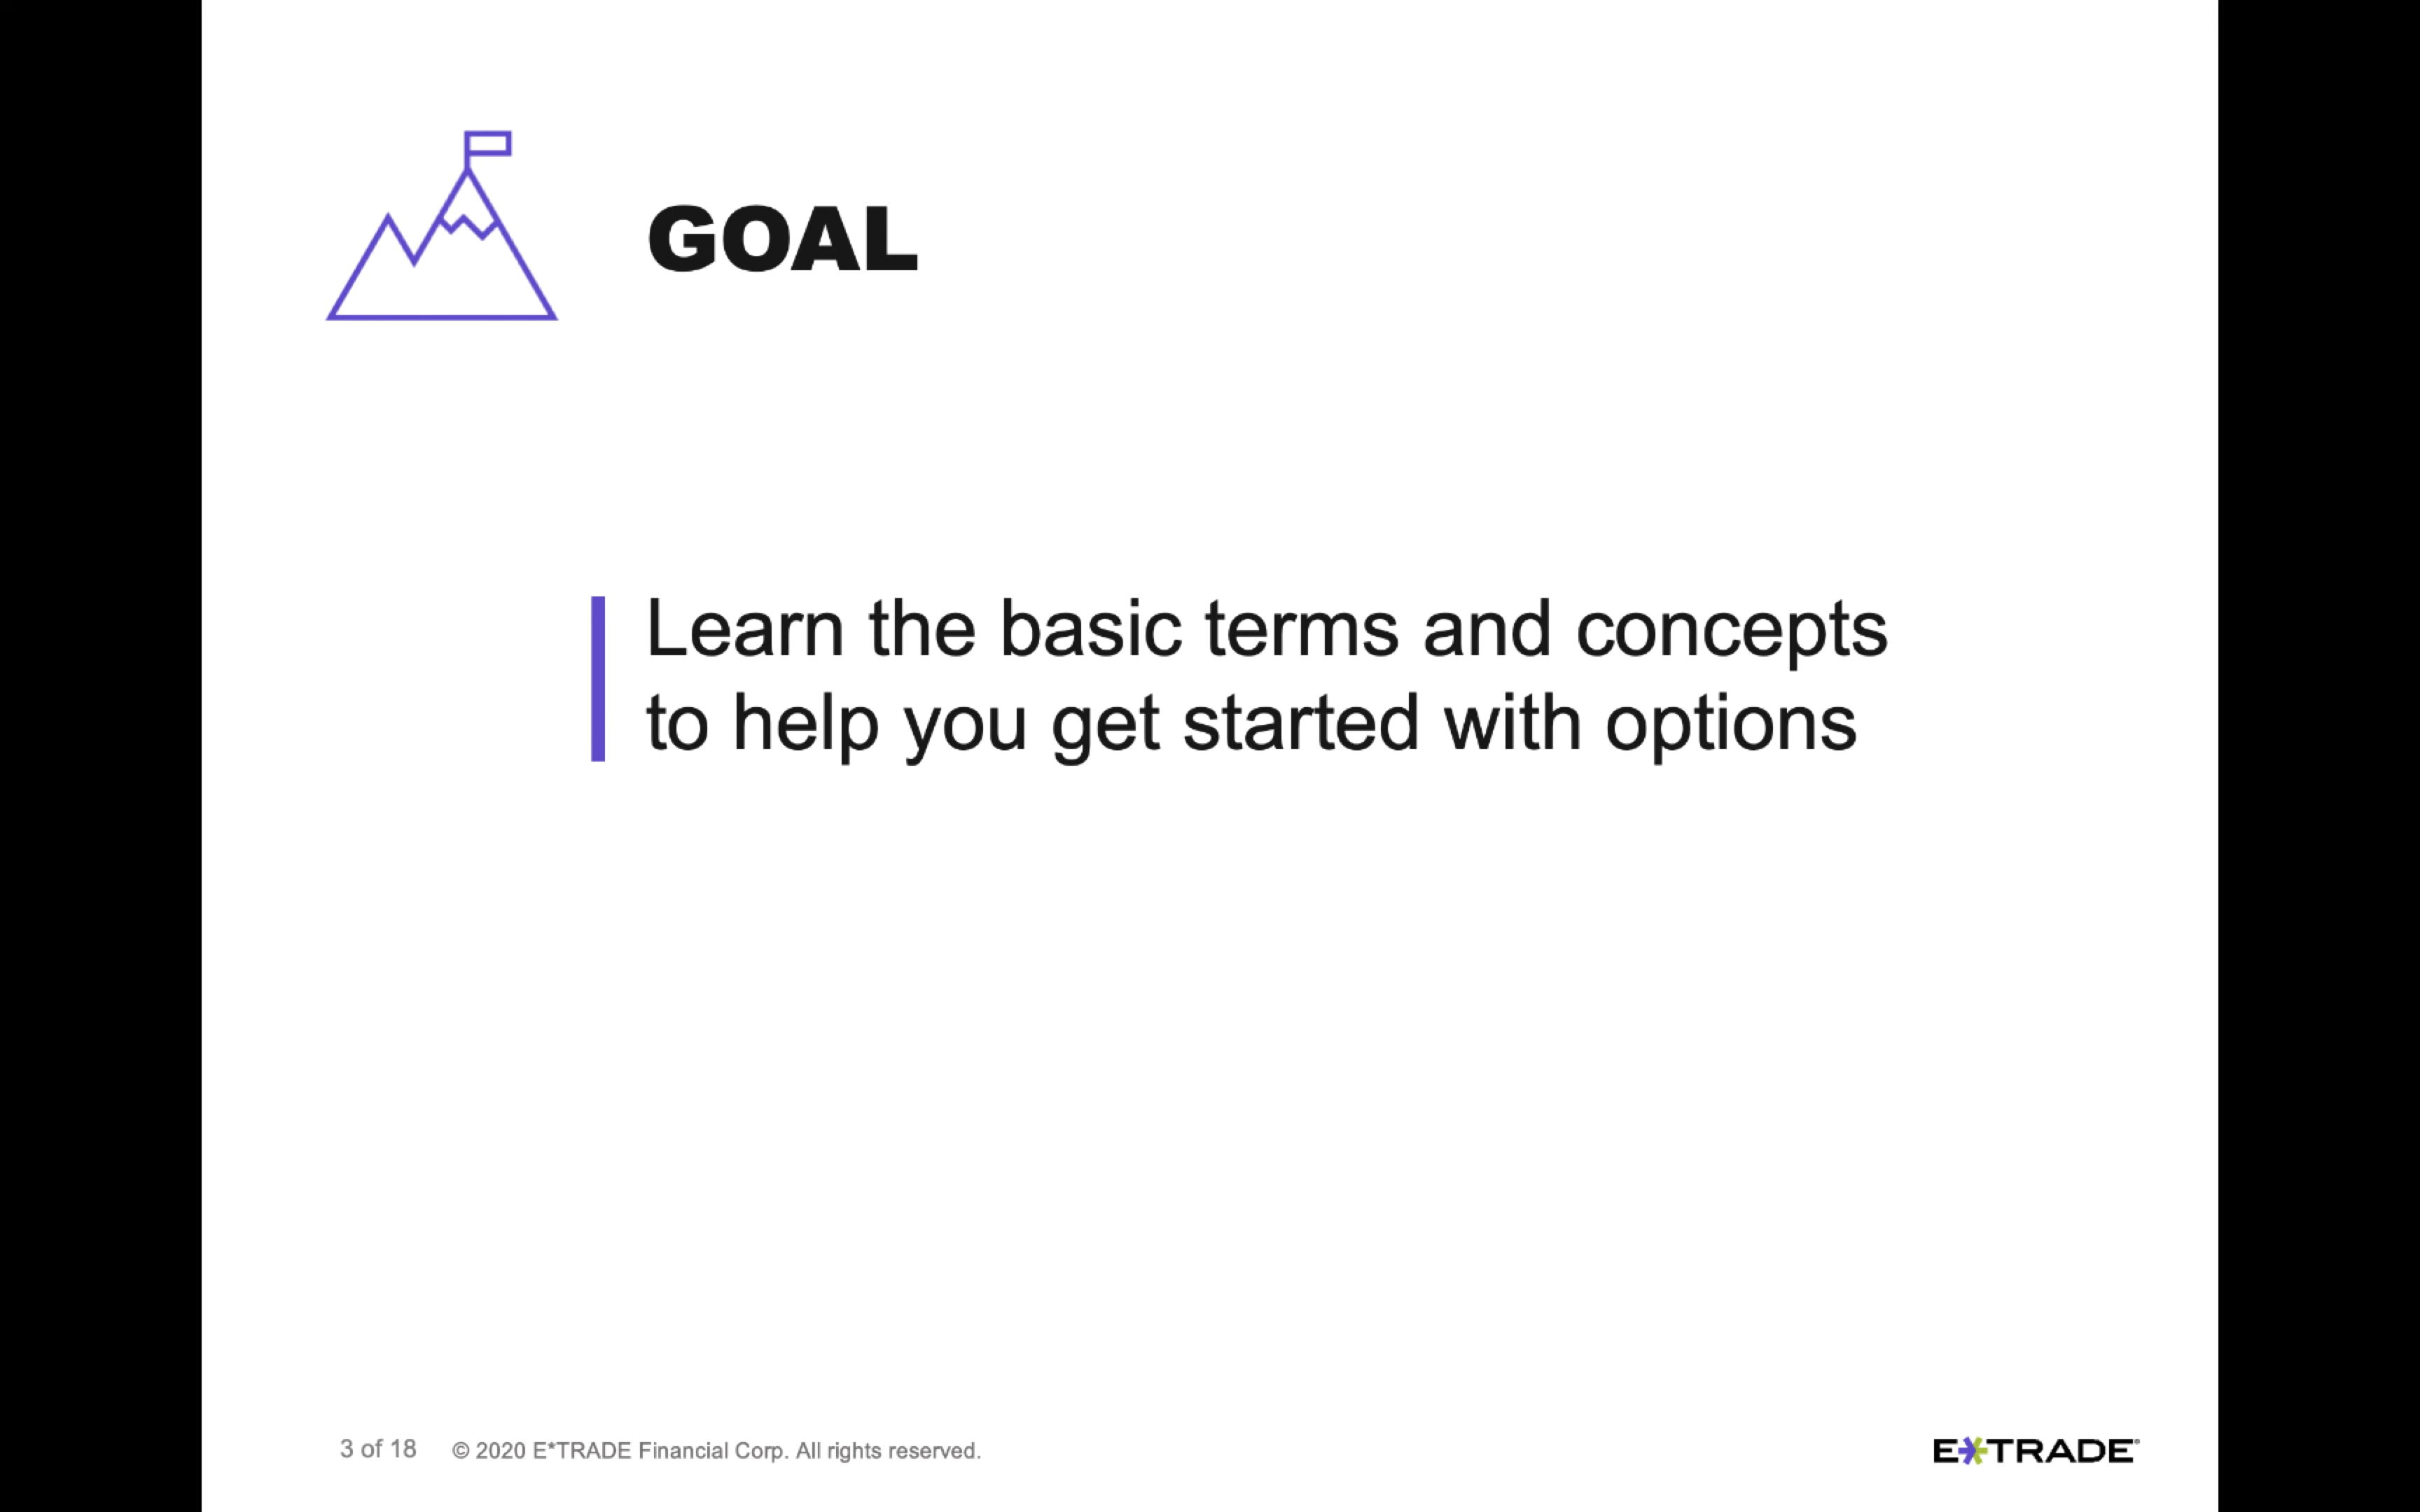 GOAL
Learn the basic terms and concepts
to help you get started with options
3 of 18 © 2020 E*TRADE Financial Corp. All rights reserved.
E*TRADE®